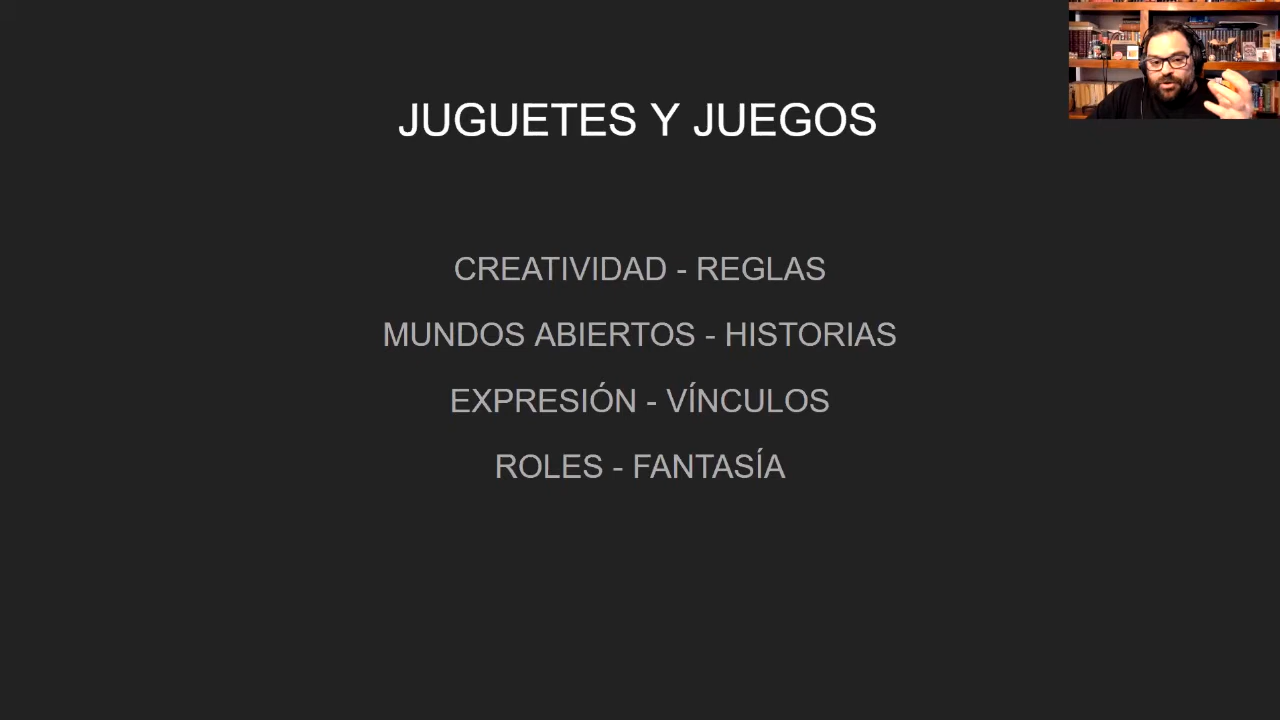 JUGUETES Y JUEGOS
CREATIVIDAD - REGLAS
MUNDOS ABIERTOS - HISTORIAS
EXPRESIÓN - VÍNCULOS
ROLES - FANTASÍA